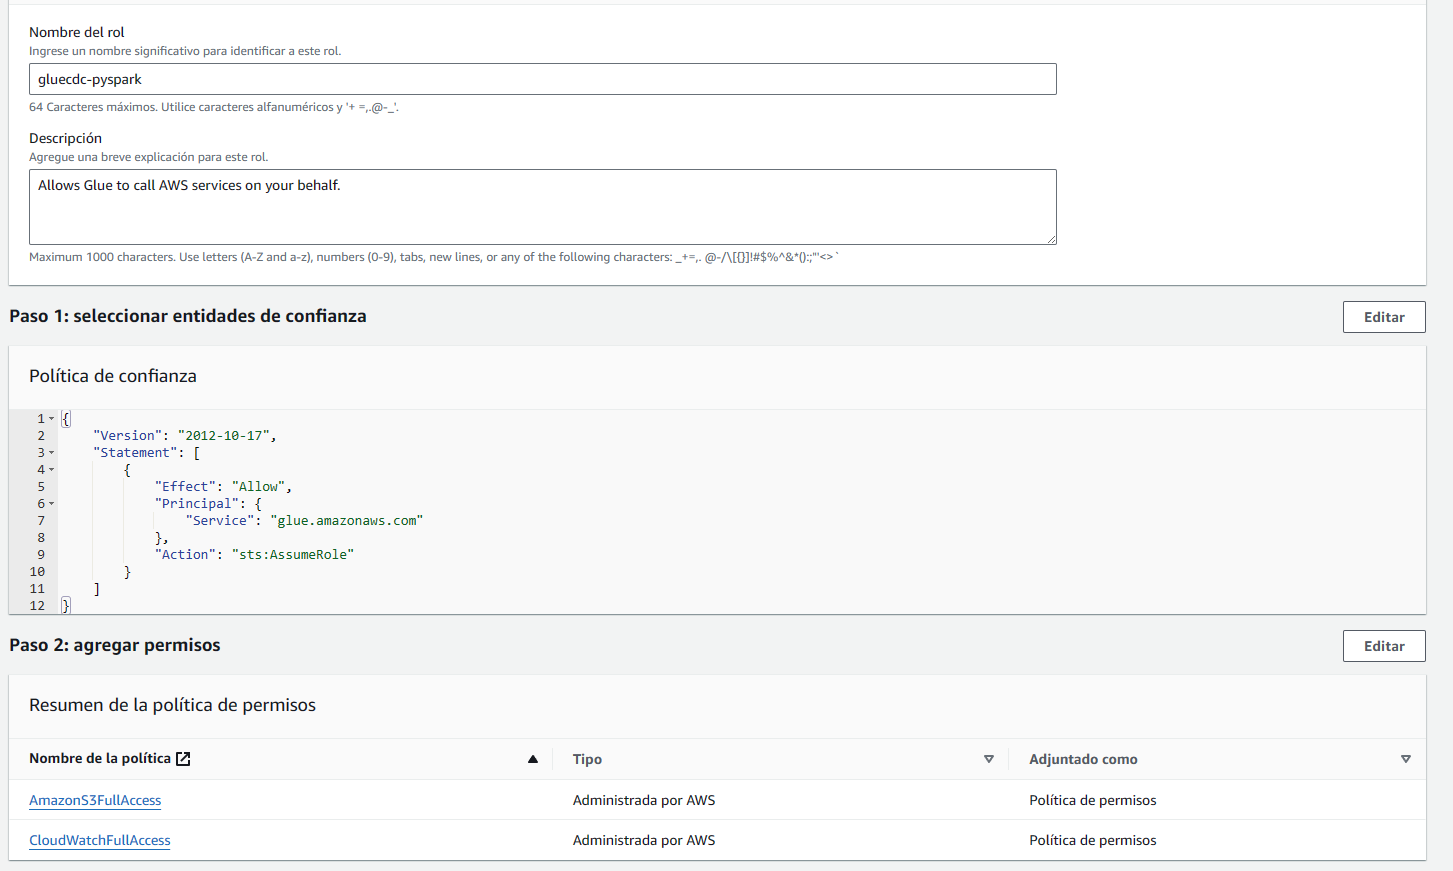 Nombre del rol
Ingrese un nombre significativo para identificar a este rol.
gluecdc-pyspark
64 Caracteres máximos. Utilice caracteres alfanuméricos y '+ =,.@-_'.
Descripción
Agregue una breve explicación para este rol.
Allows Glue to call AWS services on your behalf.
Maximum 1000 characters. Use letters (A-Z and a-z), numbers (0-9), tabs, new lines, or any of the following characters: _+=,. @-/\[{}]!#$%^&*():;"'<> `
Paso 1: seleccionar entidades de confianza
Editar
Política de confianza
1 {
2 "Version": "2012-10-17",
3 "Statement": [
4 {
5 "Effect": "Allow",
6 "Principal": {
7 "Service": "glue.amazonaws.com"
8 },
9 "Action": "sts:AssumeRole"
10 }
11 ]
12 }
Paso 2: agregar permisos
Editar
Resumen de la política de permisos
Nombre de la política Tipo Adjuntado como
AmazonS3FullAccess Administrada por AWS Política de permisos
CloudWatchFullAccess Administrada por AWS Política de permisos